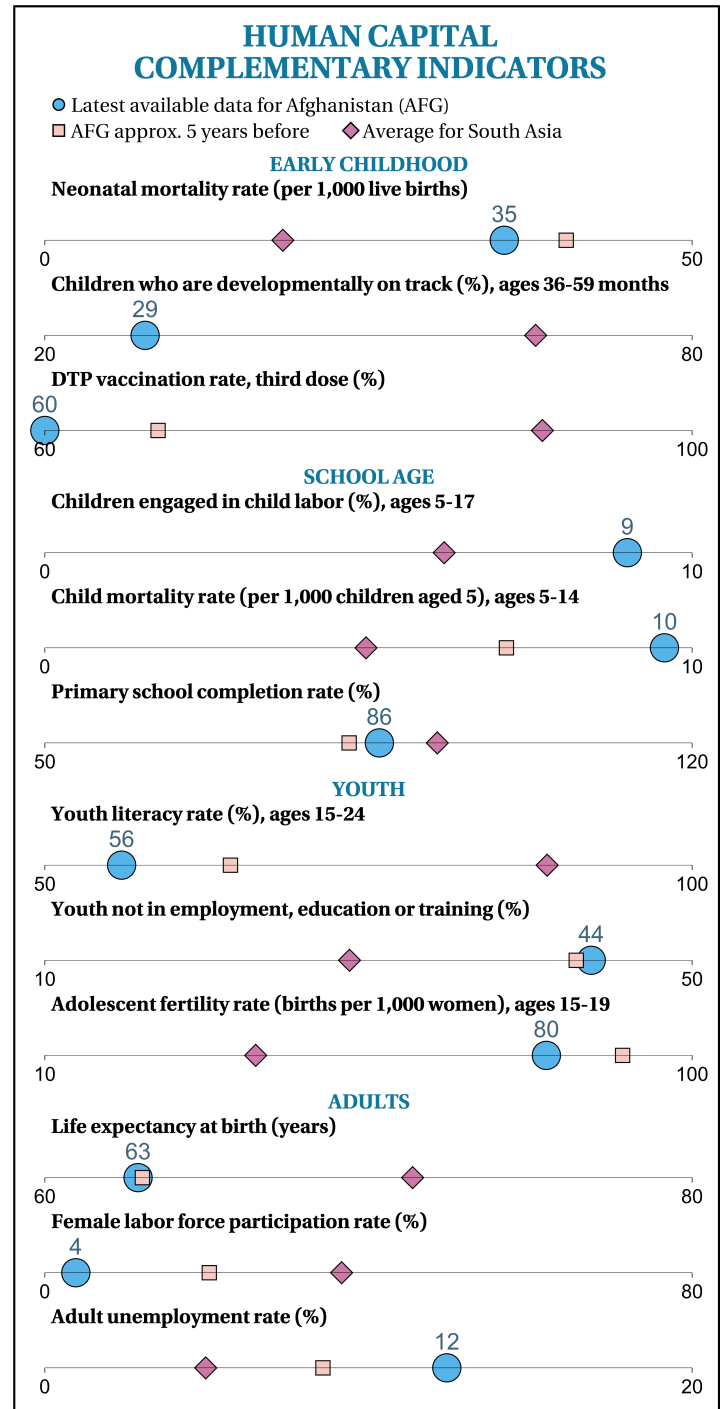 HUMAN CAPITAL
COMPLEMENTARY INDICATORS
Latest available data for Afghanistan (AFG)
AFG approx. 5 years before Average for South Asia
EARLY CHILDHOOD
Neonatal mortality rate (per 1,000 live births)
35
0 50
Children who are developmentally on track (%), ages 36-59 months
29
20 80
DTP vaccination rate, third dose (%)
60
60 100
SCHOOL AGE
Children engaged in child labor (%), ages 5-17
9
0 10
Child mortality rate (per 1,000 children aged 5), ages 5-14
10
0 10
Primary school completion rate (%)
86
50 120
YOUTH
Youth literacy rate (%), ages 15-24
56
50 100
Youth not in employment, education or training (%)
44
10 50
Adolescent fertility rate (births per 1,000 women), ages 15-19
80
10 100
ADULTS
Life expectancy at birth (years)
63
60 80
Female labor force participation rate (%)
4
0 80
Adult unemployment rate (%)
12
0 20